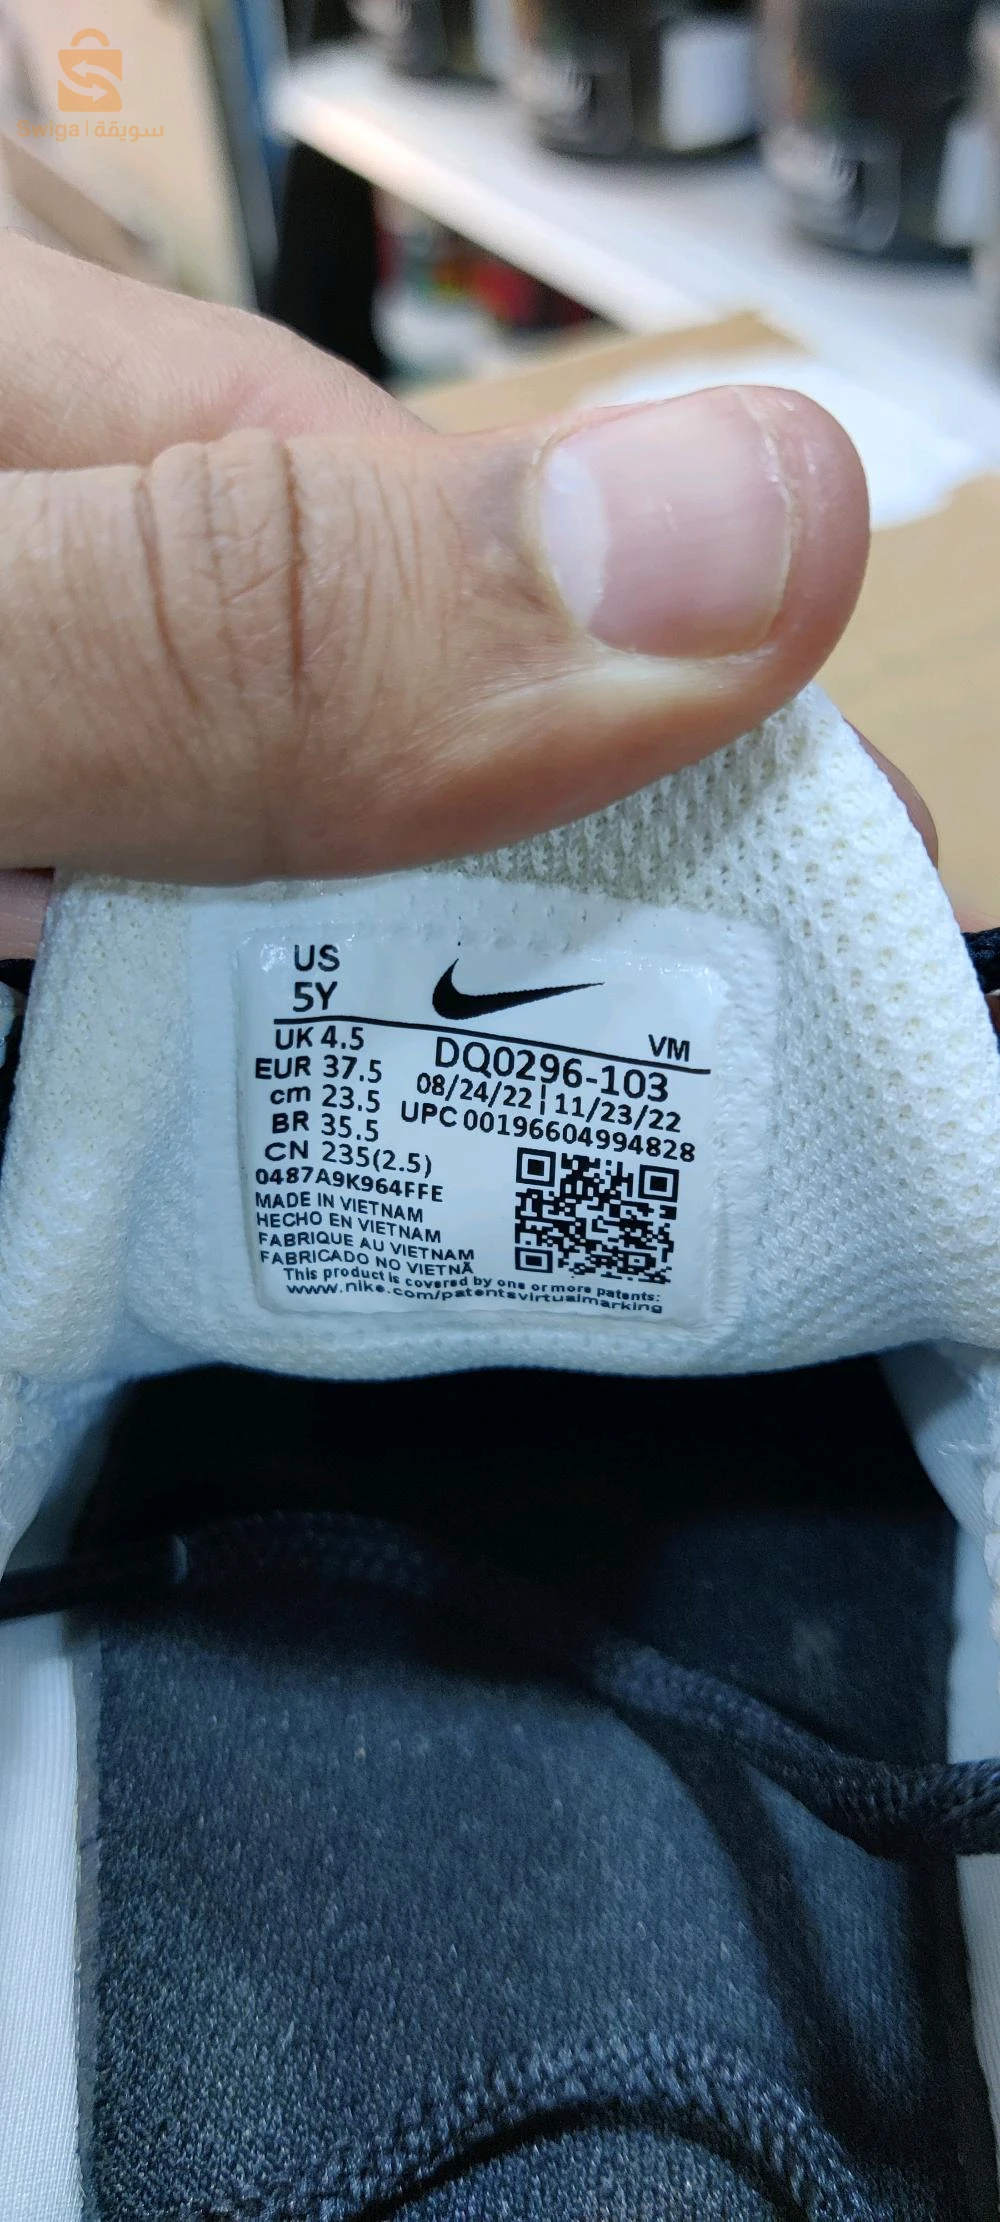 Swiga | سويقة
US
5Y
UK 4.5
EUR 37.5
cm 23.5
BR 35.5
CN 235(2.5)
VM
DQ0296-103
08/24/22 | 11/23/22
UPC 00196604994828
0487A9K964FFE
MADE IN VIETNAM
HECHO EN VIETNAM
FABRIQUE AU VIETNAM
FABRICADO NO VIETNÃ
This product is covered by one or more patents:
www.nike.com/patentsvirtualmarking